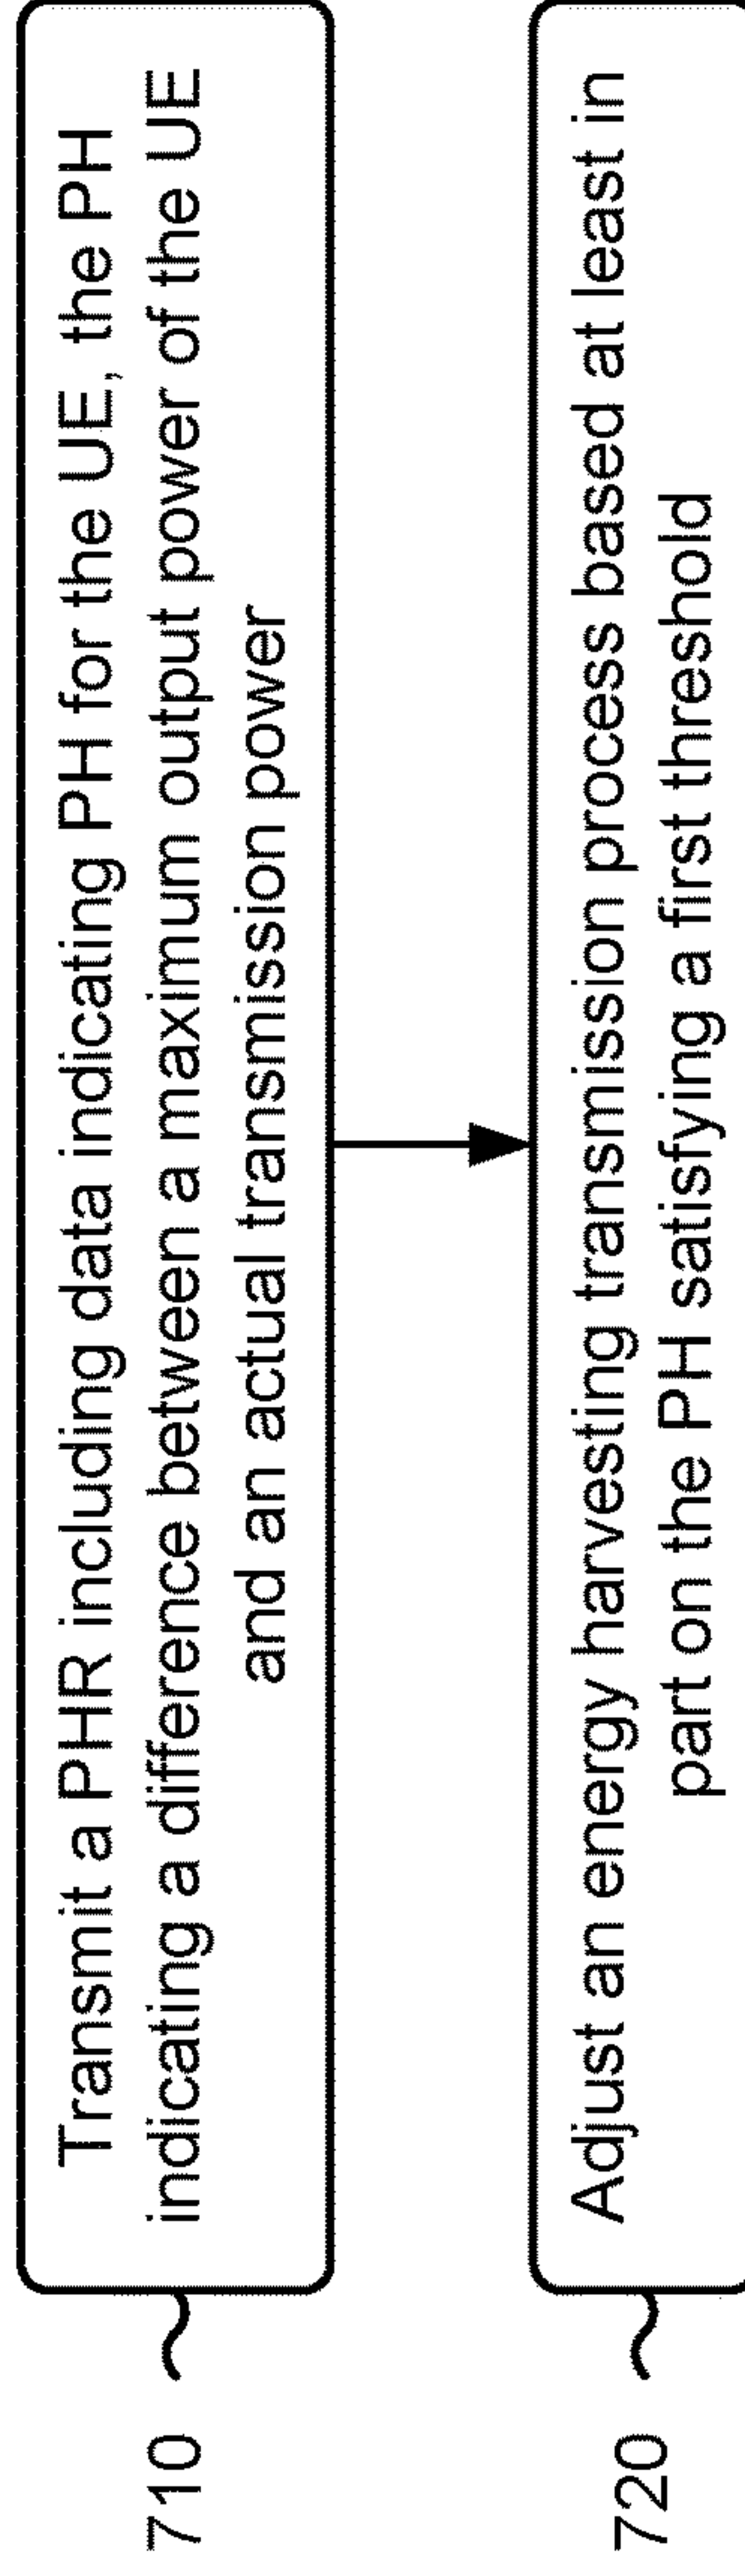 710
Transmit a PHR including data indicating PH for the UE, the PH
indicating a difference between a maximum output power of the UE
and an actual transmission power
720
Adjust an energy harvesting transmission process based at least in
part on the PH satisfying a first threshold